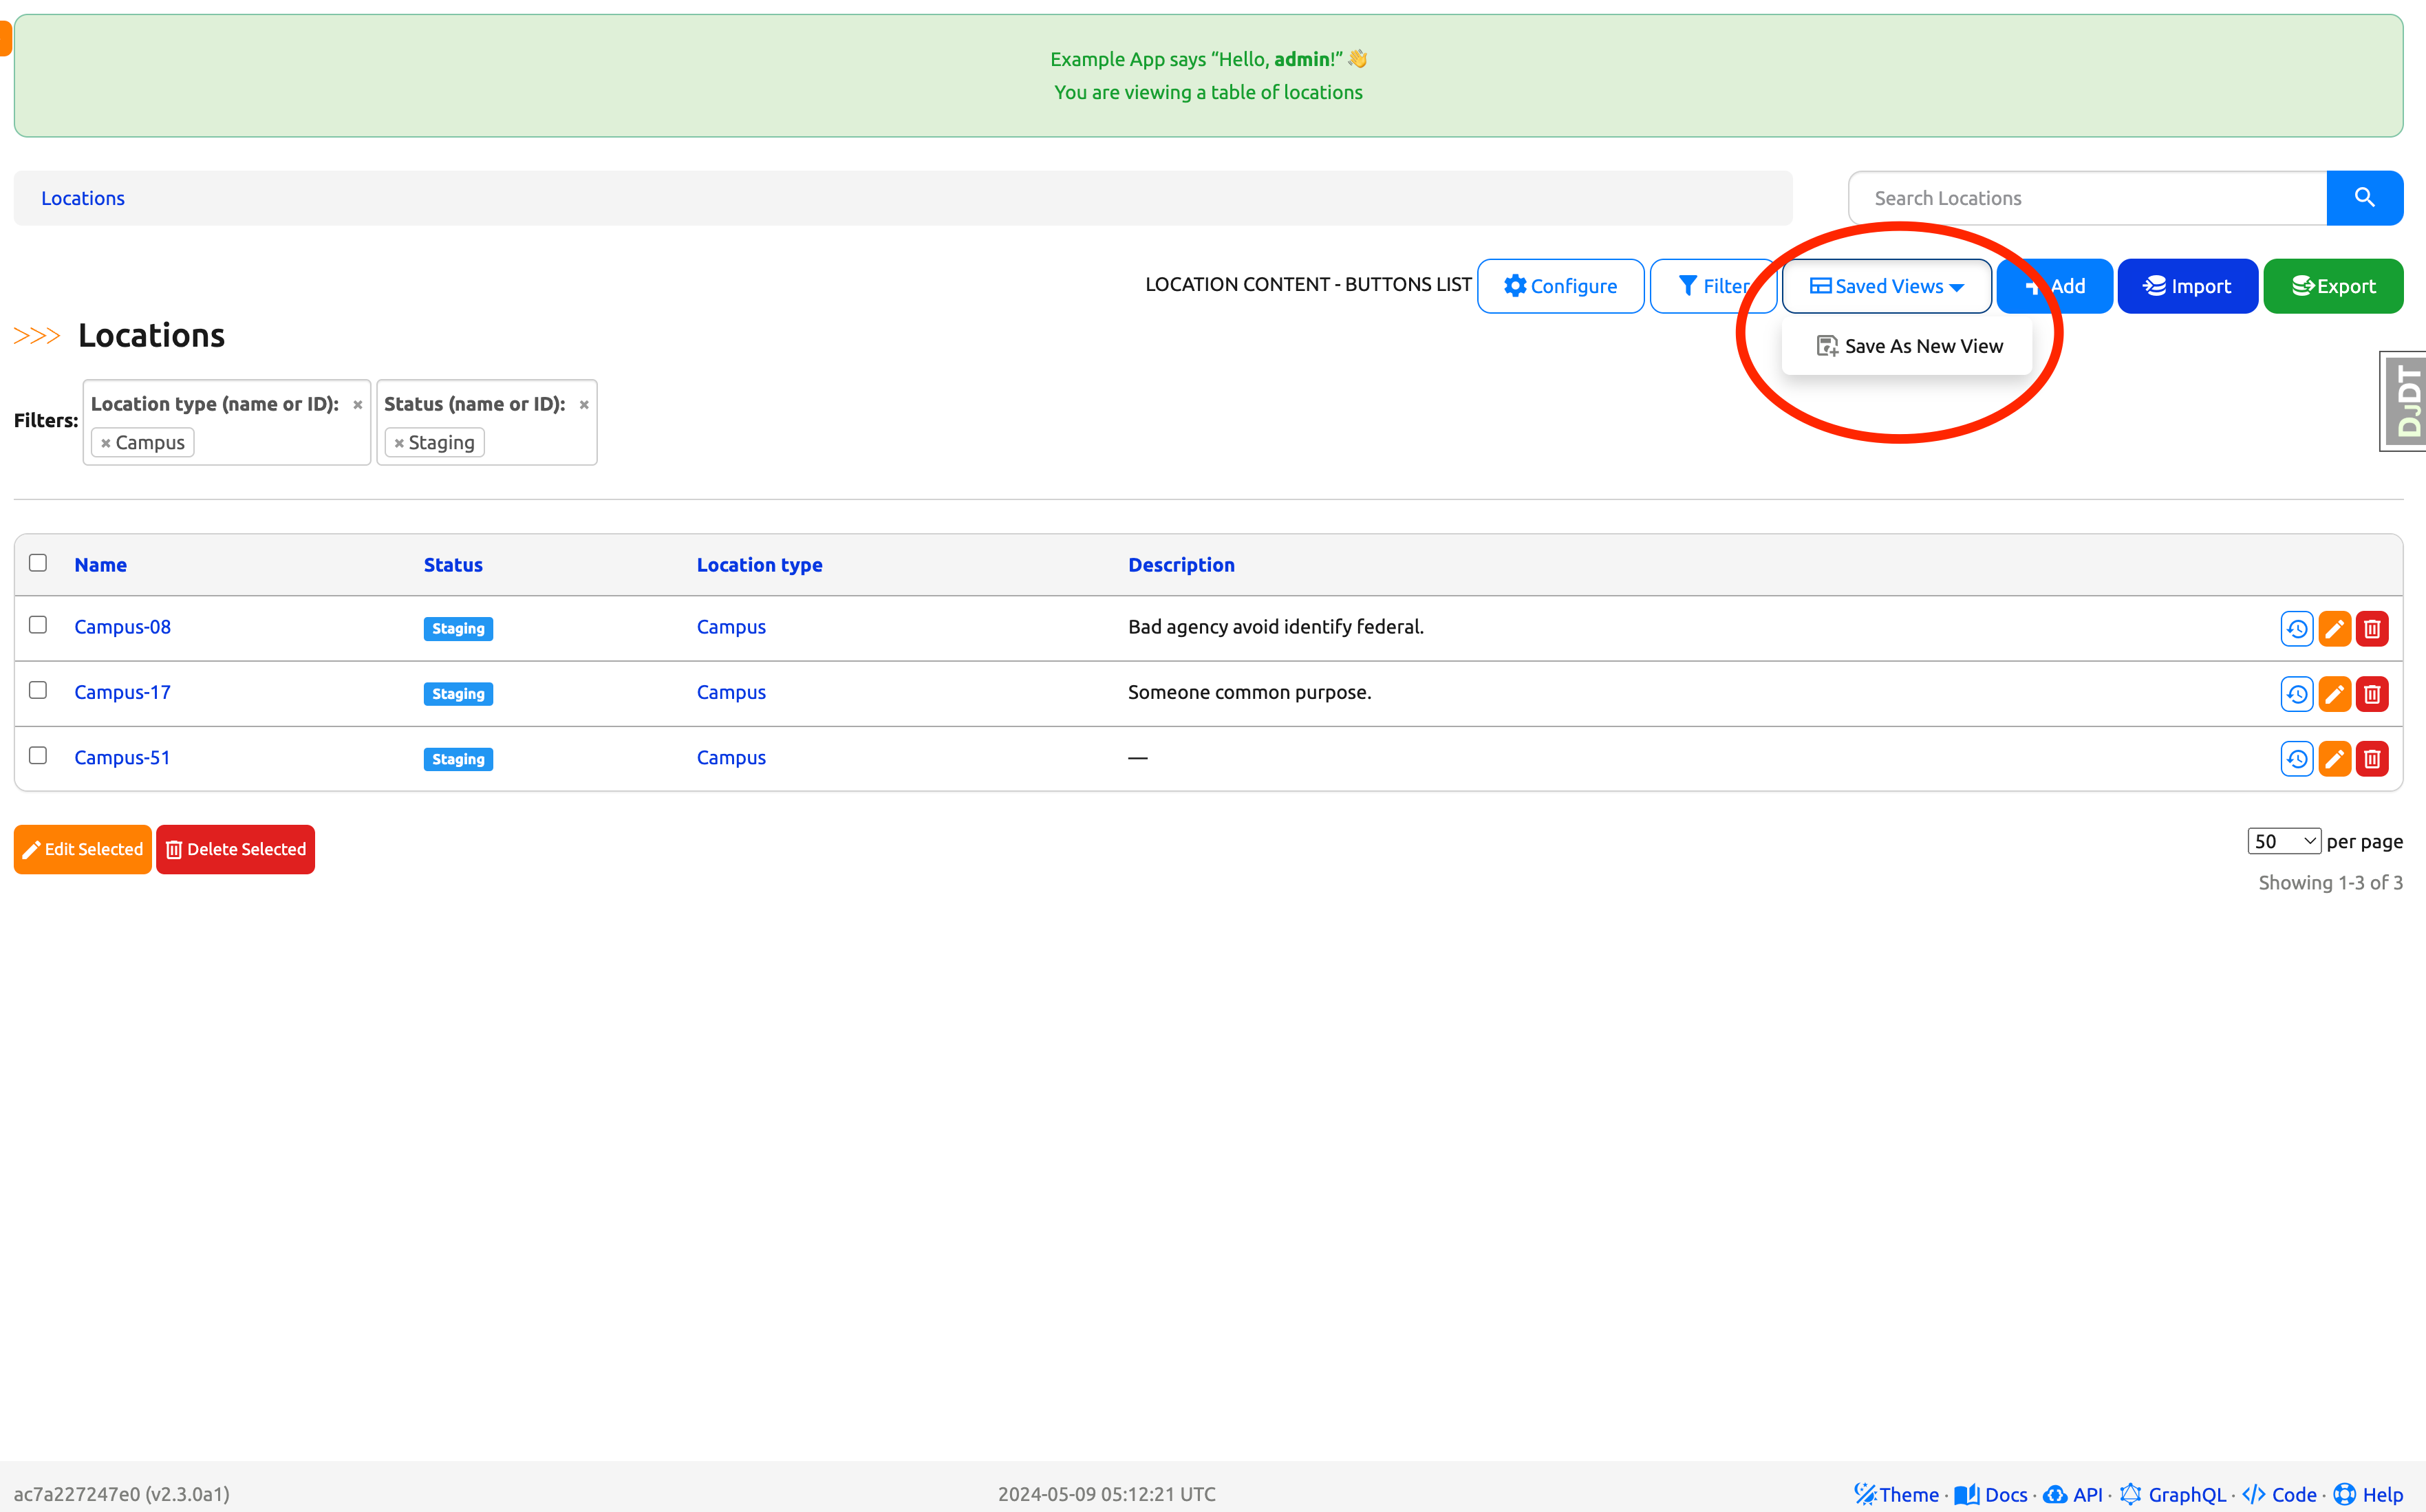 Example App says “Hello, admin!” 👋
You are viewing a table of locations
Locations
Search Locations
LOCATION CONTENT - BUTTONS LIST Configure Filter Saved Views Add Import Export
Save As New View
>>> Locations
DJDT
Filters:
Location type (name or ID): ×
× Campus
Status (name or ID): ×
× Staging
Name Status Location type Description
Campus-08 Staging Campus Bad agency avoid identify federal.
Campus-17 Staging Campus Someone common purpose.
Campus-51 Staging Campus —
Edit Selected Delete Selected
50 per page
Showing 1-3 of 3
ac7a227247e0 (v2.3.0a1) 2024-05-09 05:12:21 UTC Theme · Docs · API · GraphQL · Code · Help